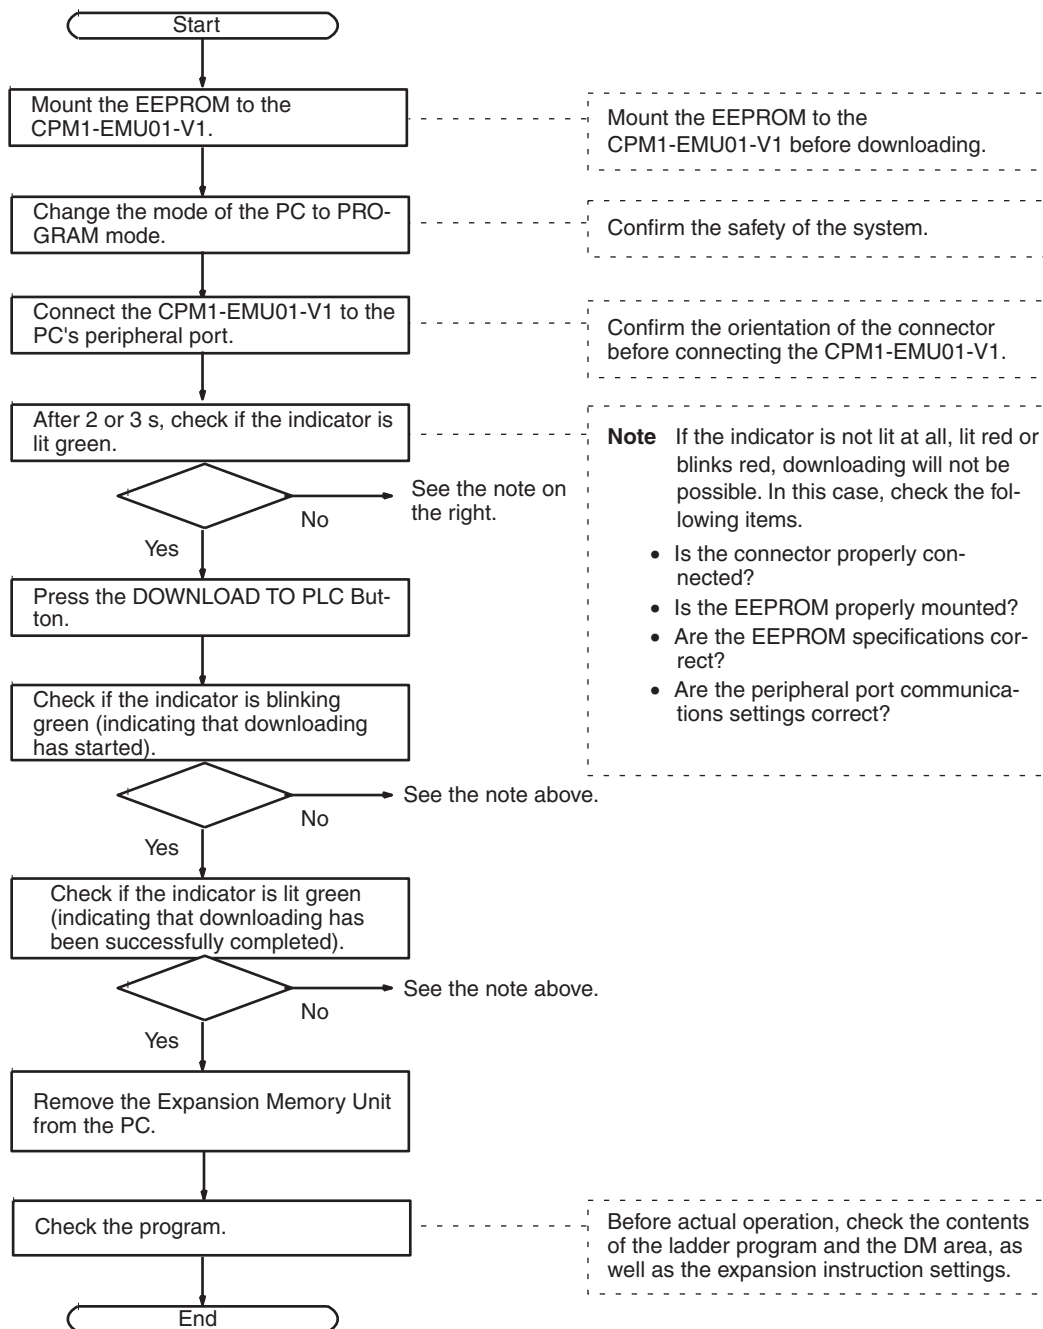 Start
Mount the EEPROM to the
CPM1-EMU01-V1.
Mount the EEPROM to the
CPM1-EMU01-V1 before downloading.
Change the mode of the PC to PRO-
GRAM mode.
Confirm the safety of the system.
Connect the CPM1-EMU01-V1 to the
PC's peripheral port.
Confirm the orientation of the connector
before connecting the CPM1-EMU01-V1.
After 2 or 3 s, check if the indicator is
lit green.
No
See the note on
the right.
Yes
Note If the indicator is not lit at all, lit red or
blinks red, downloading will not be
possible. In this case, check the fol-
lowing items.
• Is the connector properly con-
nected?
• Is the EEPROM properly mounted?
• Are the EEPROM specifications cor-
rect?
• Are the peripheral port communica-
tions settings correct?
Press the DOWNLOAD TO PLC But-
ton.
Check if the indicator is blinking
green (indicating that downloading
has started).
No
See the note above.
Yes
Check if the indicator is lit green
(indicating that downloading has
been successfully completed).
No
See the note above.
Yes
Remove the Expansion Memory Unit
from the PC.
Check the program.
Before actual operation, check the contents
of the ladder program and the DM area, as
well as the expansion instruction settings.
End